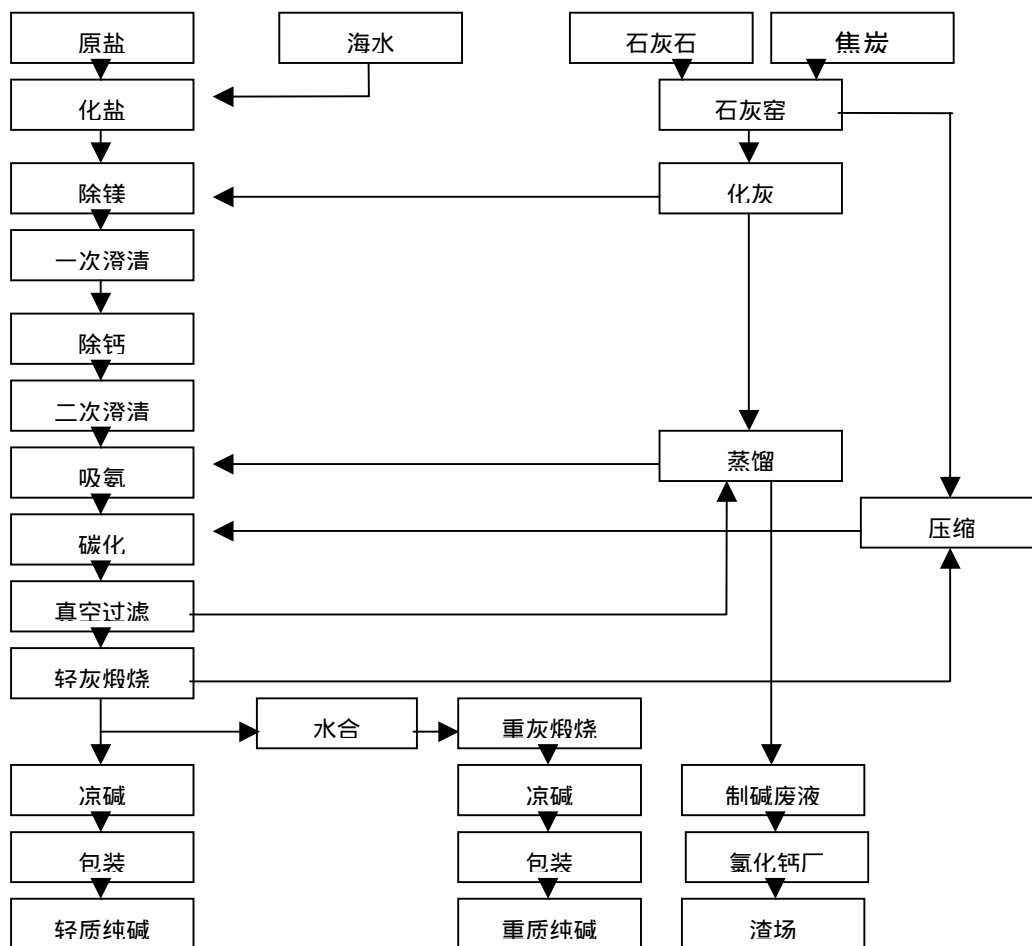 原盐
海水
石灰石
焦炭
化盐
石灰窑
除镁
化灰
一次澄清
除钙
二次澄清
吸氨
蒸馏
碳化
压缩
真空过滤
轻灰煅烧
水合
重灰煅烧
凉碱
凉碱
制碱废液
包装
包装
氯化钙厂
轻质纯碱
重质纯碱
渣场